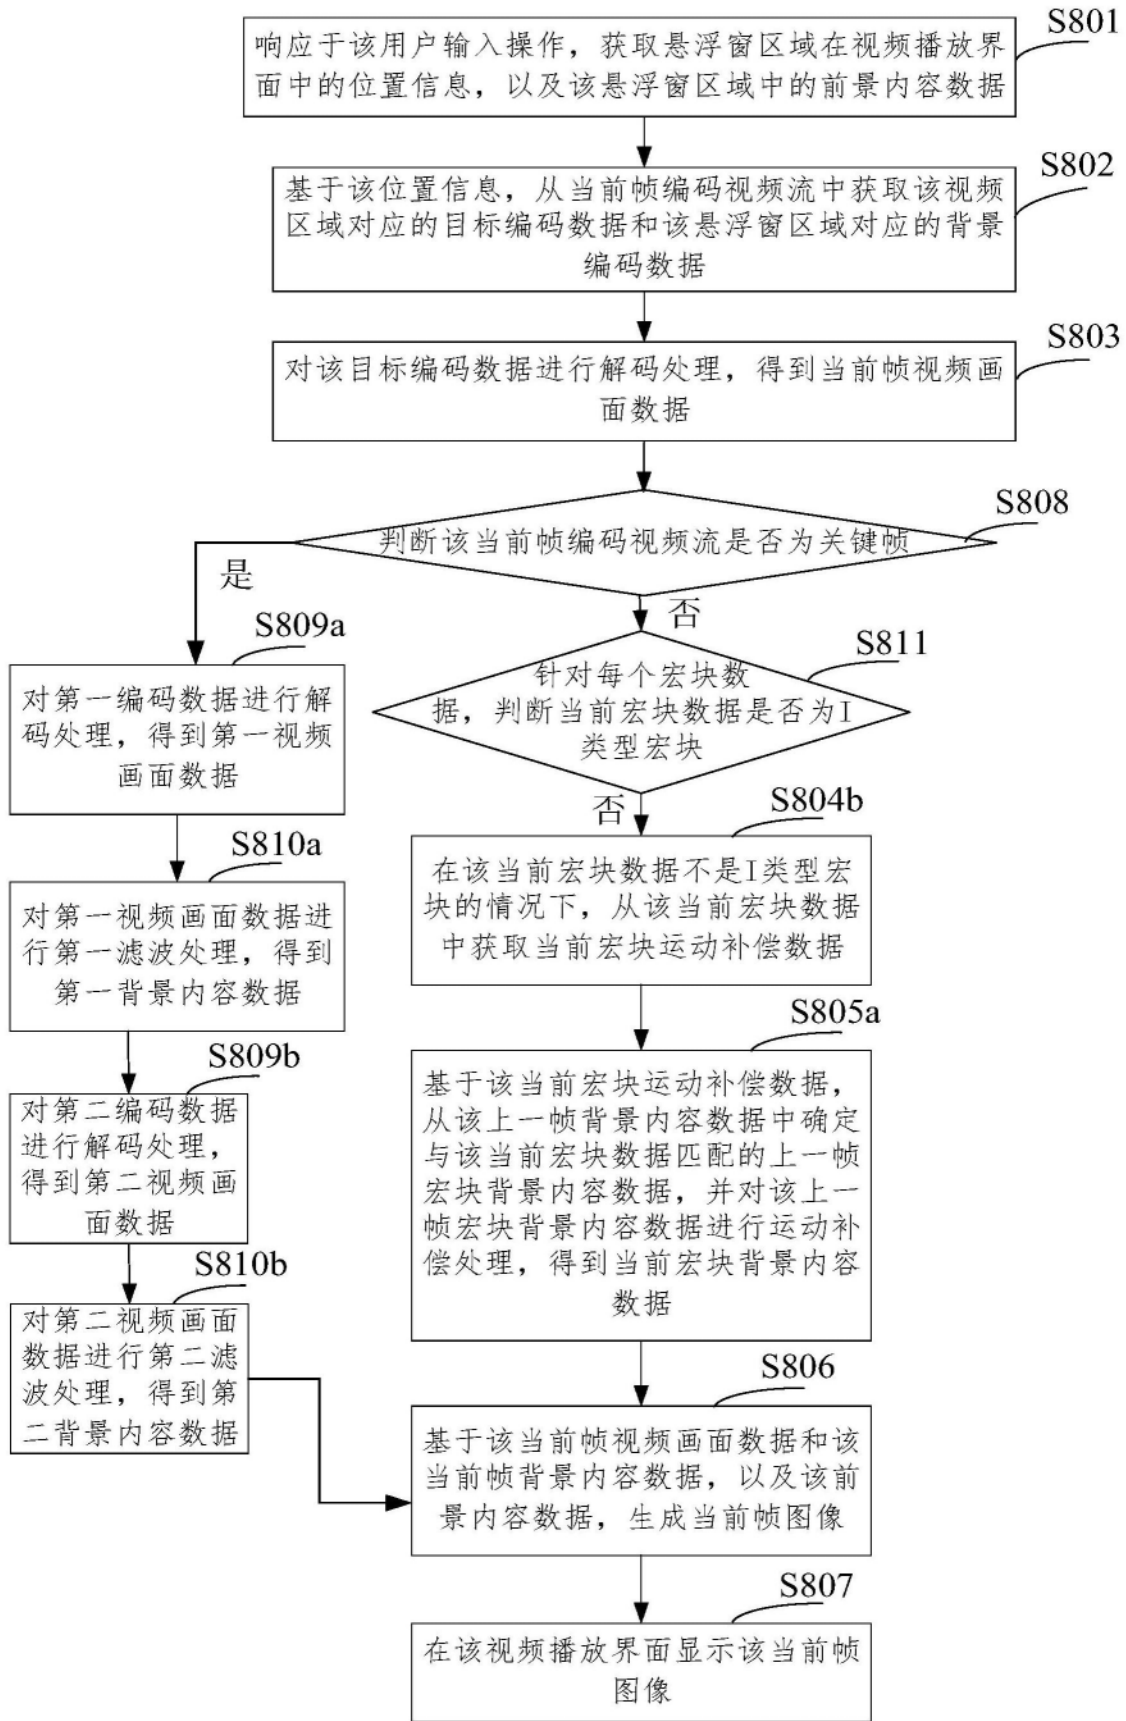 S801
响应于该用户输入操作，获取悬浮窗区域在视频播放界
面中的位置信息，以及该悬浮窗区域中的前景内容数据
S802
基于该位置信息，从当前帧编码视频流中获取该视频
区域对应的目标编码数据和该悬浮窗区域对应的背景
编码数据
S803
对该目标编码数据进行解码处理，得到当前帧视频画
面数据
S808
判断该当前帧编码视频流是否为关键帧
是
否
S809a
对第一编码数据进行解
码处理，得到第一视频
画面数据
S810a
对第一视频画面数据进
行第一滤波处理，得到
第一背景内容数据
S809b
对第二编码数据
进行解码处理，
得到第二视频画
面数据
S810b
对第二视频画面
数据进行第二滤
波处理，得到第
二背景内容数据
S811
针对每个宏块数
据，判断当前宏块数据是否为I
类型宏块
否
S804b
在该当前宏块数据不是I类型宏
块的情况下，从该当前宏块数据
中获取当前宏块运动补偿数据
S805a
基于该当前宏块运动补偿数据，
从该上一帧背景内容数据中确定
与该当前宏块数据匹配的上一帧
宏块背景内容数据，并对该上一
帧宏块背景内容数据进行运动补
偿处理，得到当前宏块背景内容
数据
S806
基于该当前帧视频画面数据和该
当前帧背景内容数据，以及该前
景内容数据，生成当前帧图像
S807
在该视频播放界面显示该当前帧
图像